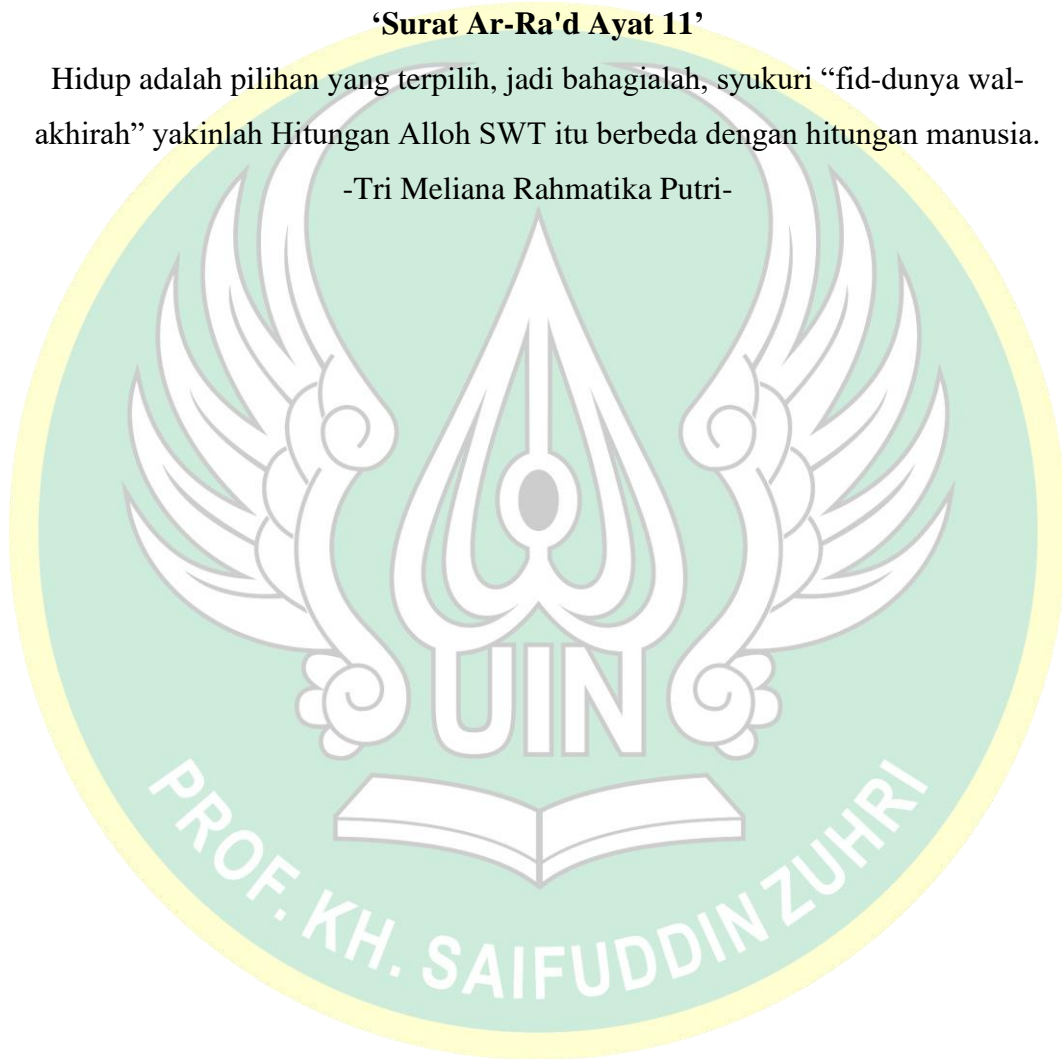 ‘Surat Ar-Ra'd Ayat 11’
Hidup adalah pilihan yang terpilih, jadi bahagialah, syukuri “fid-dunya wal-
akhirah” yakinlah Hitungan Alloh SWT itu berbeda dengan hitungan manusia.
-Tri Meliana Rahmatika Putri-
UIN
PROF. KH. SAIFUDDIN ZUHRI